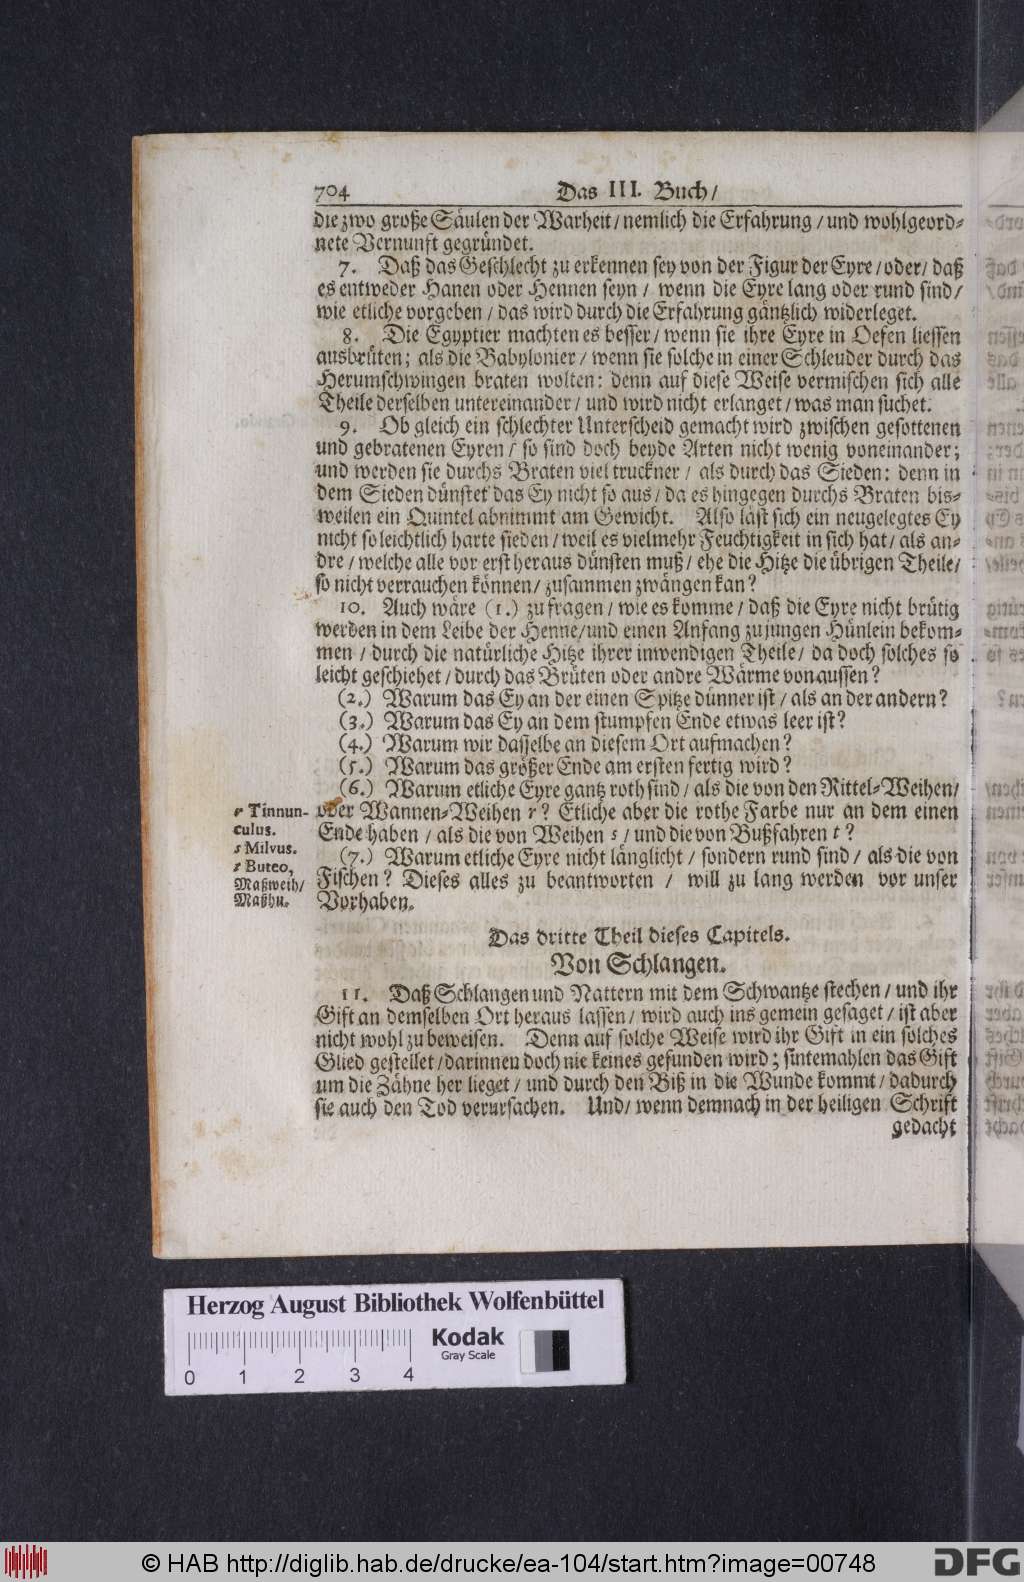 704 Das III. Buch/
die zwo große Säulen der Warheit/ nemlich die Erfahrung/ und wohlgeord-
nete Vernunft gegründet.
7. Daß das Geschlecht zu erkennen sey von der Figur der Eyre/ oder/ daß
es entweder Hanen oder Hennen seyn/ wenn die Eyre lang oder rund sind/
wie etliche vorgeben/ das wird durch die Erfahrung gäntzlich widerleget.
8. Die Egyptier machten es besser/ wenn sie ihre Eyre in Oefen liessen
ausbrüten; als die Babylonier/ wenn sie solche in einer Schleuder durch das
Herumschwingen braten wolten: denn auf diese Weise vermischen sich alle
Theile derselben untereinander/ und wird nicht erlanget/ was man suchet.
9. Ob gleich ein schlechter Unterscheid gemacht wird zwischen gesottenen
und gebratenen Eyren/ so sind doch beyde Arten nicht wenig voneinander;
und werden sie durchs Braten viel truckner/ als durch das Sieden: denn in
dem Sieden dünstet das Ey nicht so aus/ da es hingegen durchs Braten bis-
weilen ein Quintel abnimmt am Gewicht. Also läst sich ein neugelegtes Ey
nicht so leichtlich harte sieden/ weil es vielmehr Feuchtigkeit in sich hat/ als an-
dre/ welche alle vor erst heraus dünsten muß/ ehe die Hitze die übrigen Theile/
so nicht verrauchen können/ zusammen zwängen kan?
10. Auch wäre (1.) zu fragen/ wie es komme/ daß die Eyre nicht brütig
werden in dem Leibe der Henne/ und einen Anfang zu jungen Hünlein bekom-
men/ durch die natürliche Hitze ihrer inwendigen Theile/ da doch solches so
leicht geschiehet/ durch das Brüten oder andre Wärme von aussen?
(2.) Warum das Ey an der einen Spitze dünner ist/ als an der andern?
(3.) Warum das Ey an dem stumpfen Ende etwas leer ist?
(4.) Warum wir dasselbe an diesem Ort aufmachen?
(5.) Warum das größer Ende am ersten fertig wird?
(6.) Warum etliche Eyre gantz roth sind/ als die von den Rittel-Weihen/
oder Wannen-Weihen r? Etliche aber die rothe Farbe nur an dem einen
Ende haben/ als die von Weihen s/ und die von Bußfahren t?
(7.) Warum etliche Eyre nicht länglicht/ sondern rund sind/ als die von
Fischen? Dieses alles zu beantworten/ will zu lang werden vor unser
Vorhaben.
r Tinnun-
culus.
s Milvus.
t Buteo,
Maßweih/
Maßhu.
Das dritte Theil dieses Capitels.
Von Schlangen.
11. Daß Schlangen und Nattern mit dem Schwantze stechen/ und ihr
Gift an demselben Ort heraus lassen/ wird auch ins gemein gesaget/ ist aber
nicht wohl zu beweisen. Denn auf solche Weise wird ihr Gift in ein solches
Glied gestellet/ darinnen doch nie keines gefunden wird; sintemahlen das Gift
um die Zähne her lieget/ und durch den Biß in die Wunde kommt/ dadurch
sie auch den Tod verursachen. Und/ wenn demnach in der heiligen Schrift
gedacht
Herzog August Bibliothek Wolfenbüttel
Kodak
Gray Scale
0 1 2 3 4
© HAB http://diglib.hab.de/drucke/ea-104/start.htm?image=00748
DFG